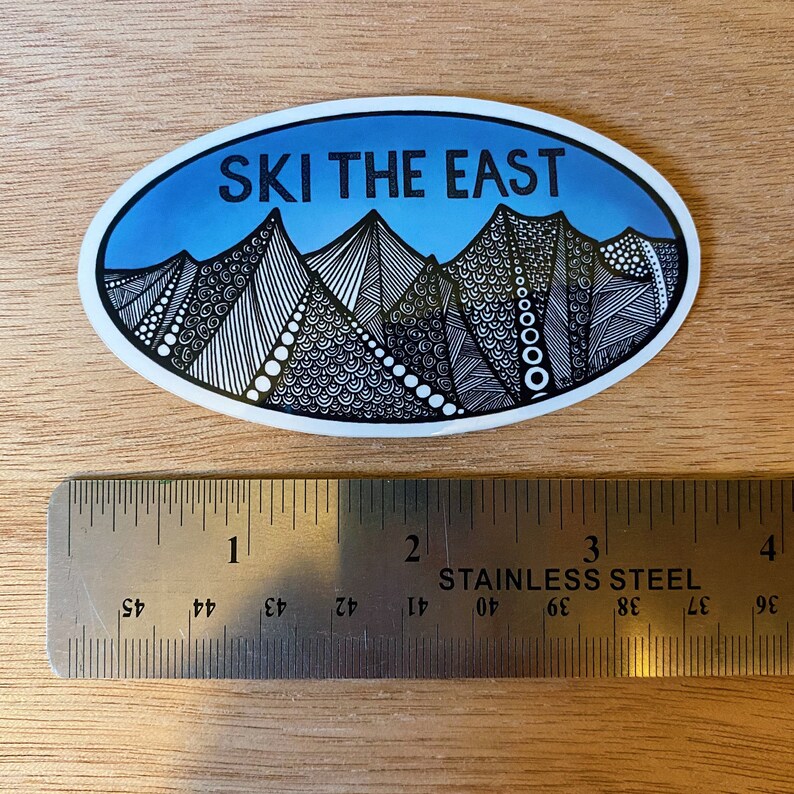 SKI THE EAST
1 2 3 4
STAINLESS STEEL
45 44 43 42 41 40 39 38 37 36